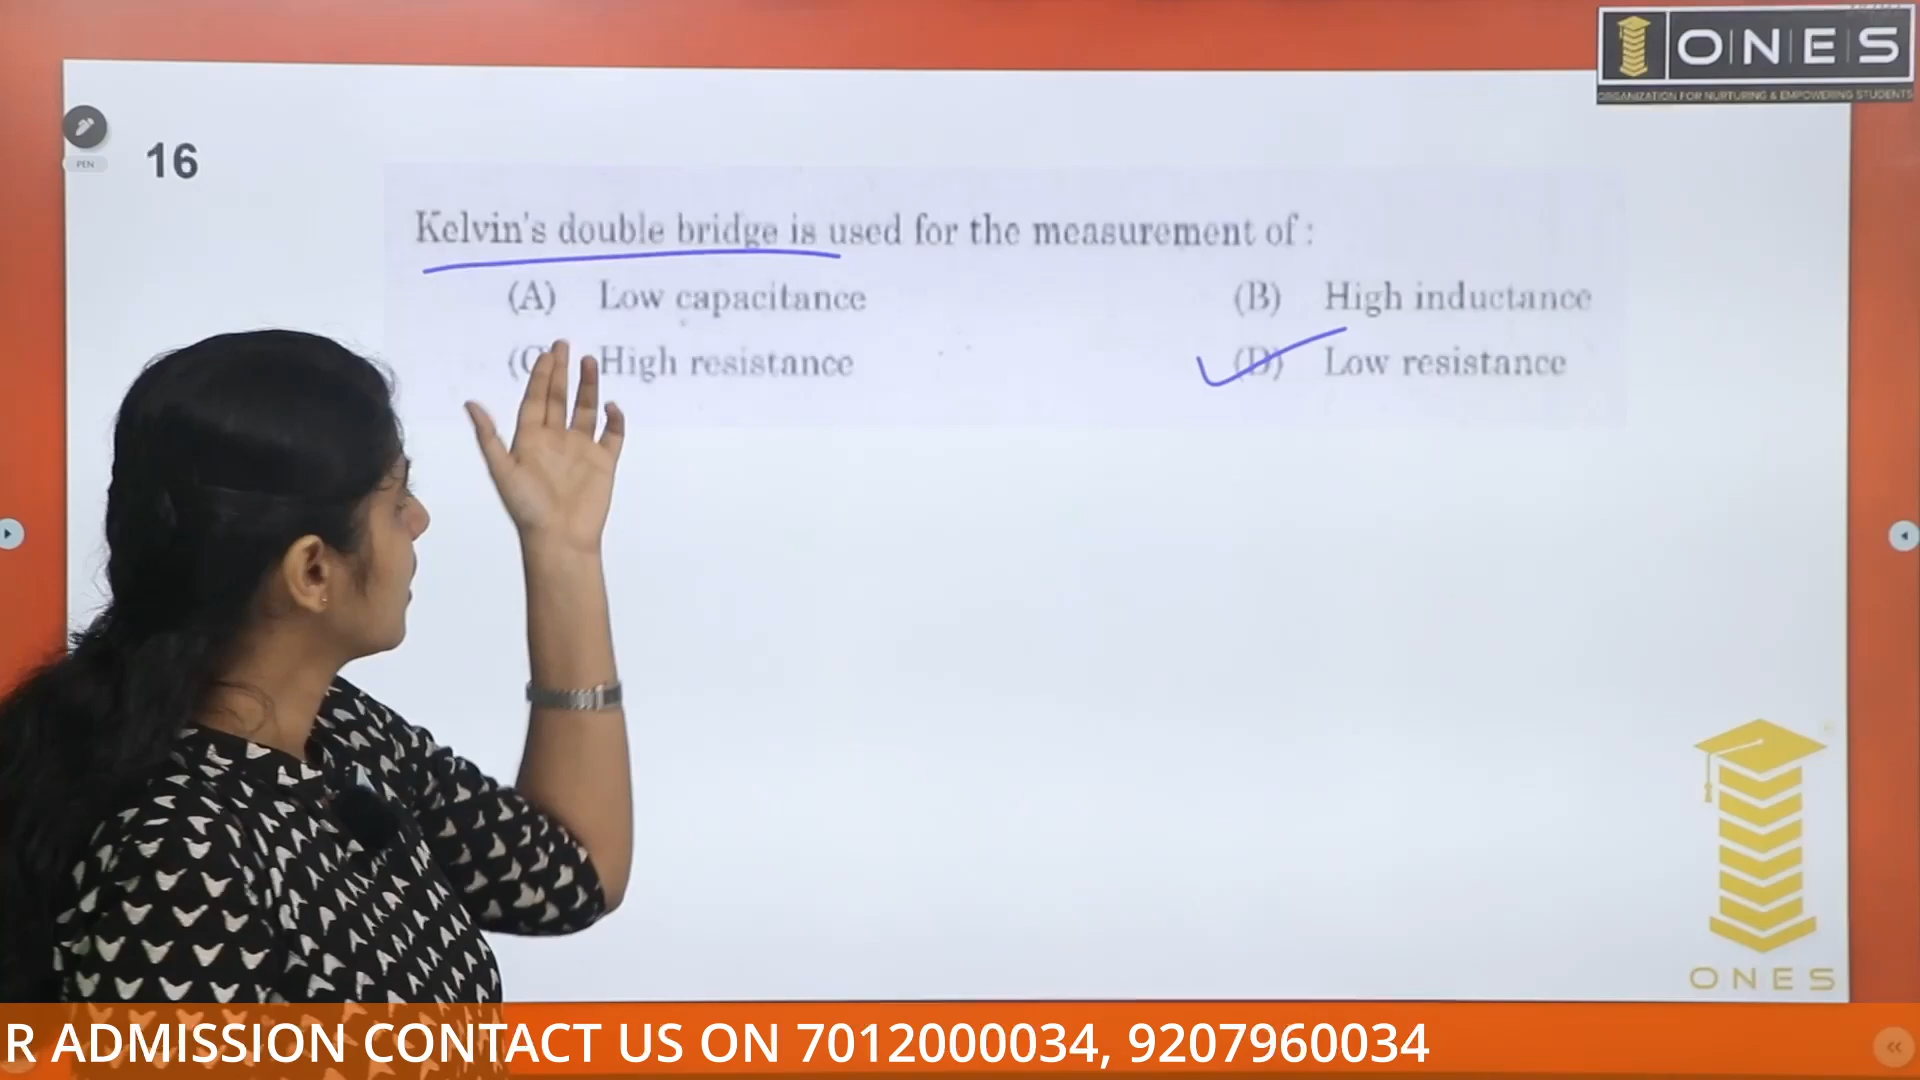 O|N|E|S
ORGANIZATION FOR NURTURING & EMPOWERING STUDENTS
PEN
16
Kelvin's double bridge is used for the measurement of :
(A) Low capacitance
(B) High inductance
High resistance
(D) Low resistance
ONES
R ADMISSION CONTACT US ON 7012000034, 9207960034